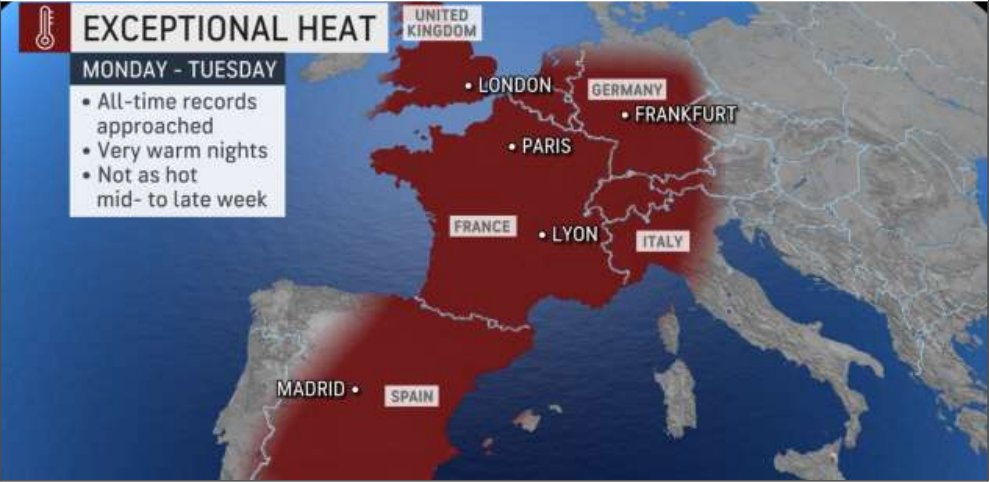 EXCEPTIONAL HEAT
MONDAY - TUESDAY
• All-time records
approached
• Very warm nights
• Not as hot
mid- to late week
UNITED
KINGDOM
LONDON
GERMANY
FRANKFURT
PARIS
FRANCE
LYON
ITALY
MADRID
SPAIN